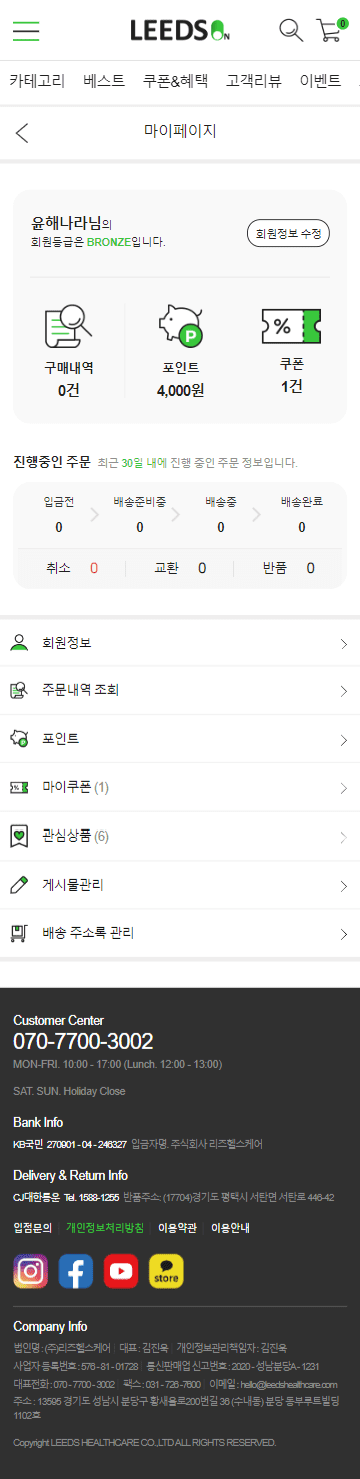 LEEDS ON
0
카테고리 베스트 쿠폰&혜택 고객리뷰 이벤트
마이페이지
윤해나라님의
회원등급은 BRONZE입니다.
회원정보 수정
구매내역 포인트 쿠폰
0건 4,000원 1건
진행중인 주문 최근 30일 내에 진행 중인 주문 정보입니다.
입금전 배송준비중 배송중 배송완료
0 0 0 0
취소 0 교환 0 반품 0
회원정보
주문내역 조회
포인트
마이쿠폰 (1)
관심상품 (6)
게시물관리
배송 주소록 관리
Customer Center
070-7700-3002
MON-FRI. 10:00 - 17:00 (Lunch. 12:00 - 13:00)
SAT. SUN. Holiday Close
Bank Info
KB국민 270901 - 04 - 246327 입금자명. 주식회사 리즈헬스케어
Delivery & Return Info
CJ대한통운 Tel. 1588-1255 반품주소: (17704)경기도 평택시 서탄면 서탄로 446-42
입점문의 개인정보처리방침 이용약관 이용안내
store
Company Info
법인명 : (주)리즈헬스케어 | 대표 : 김진욱 | 개인정보관리책임자 : 김진욱
사업자 등록번호 : 576 - 81 - 01728 | 통신판매업 신고번호 : 2020 - 성남분당A - 1231
대표전화 : 070 - 7700 - 3002 | 팩스 : 031 - 726 - 7600 | 이메일 : hello@leedshealthcare.com
주소 : 13595 경기도 성남시 분당구 황새울로200번길 36 (수내동) 분당 동부루트빌딩
1102호
Copyright LEEDS HEALTHCARE CO.,LTD ALL RIGHTS RESERVED.